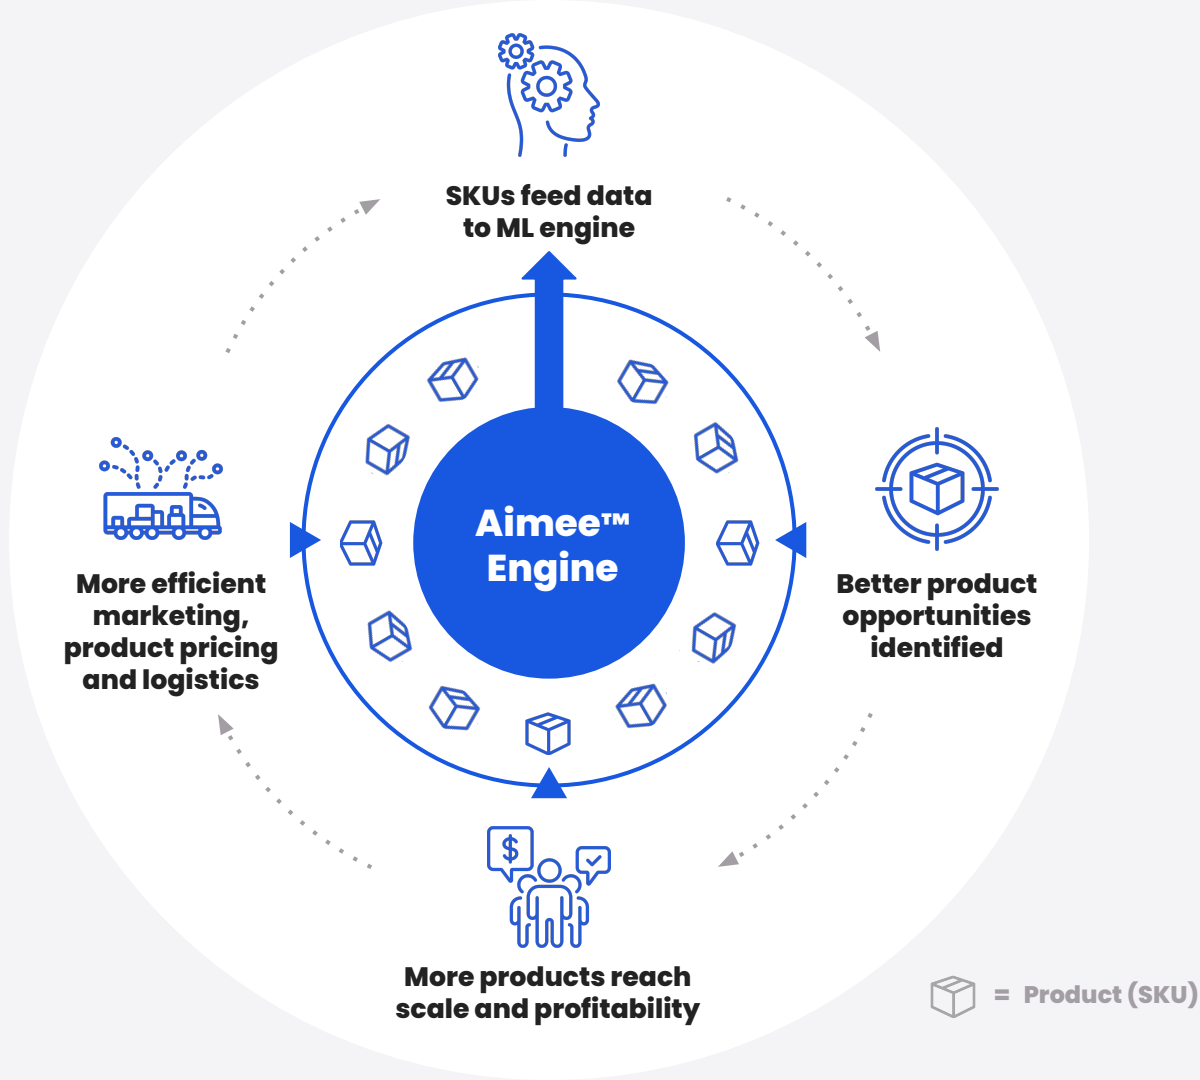 SKUs feed data
to ML engine
Aimee™
Engine
More efficient
marketing,
product pricing
and logistics
Better product
opportunities
identified
$
More products reach
scale and profitability
= Product (SKU)